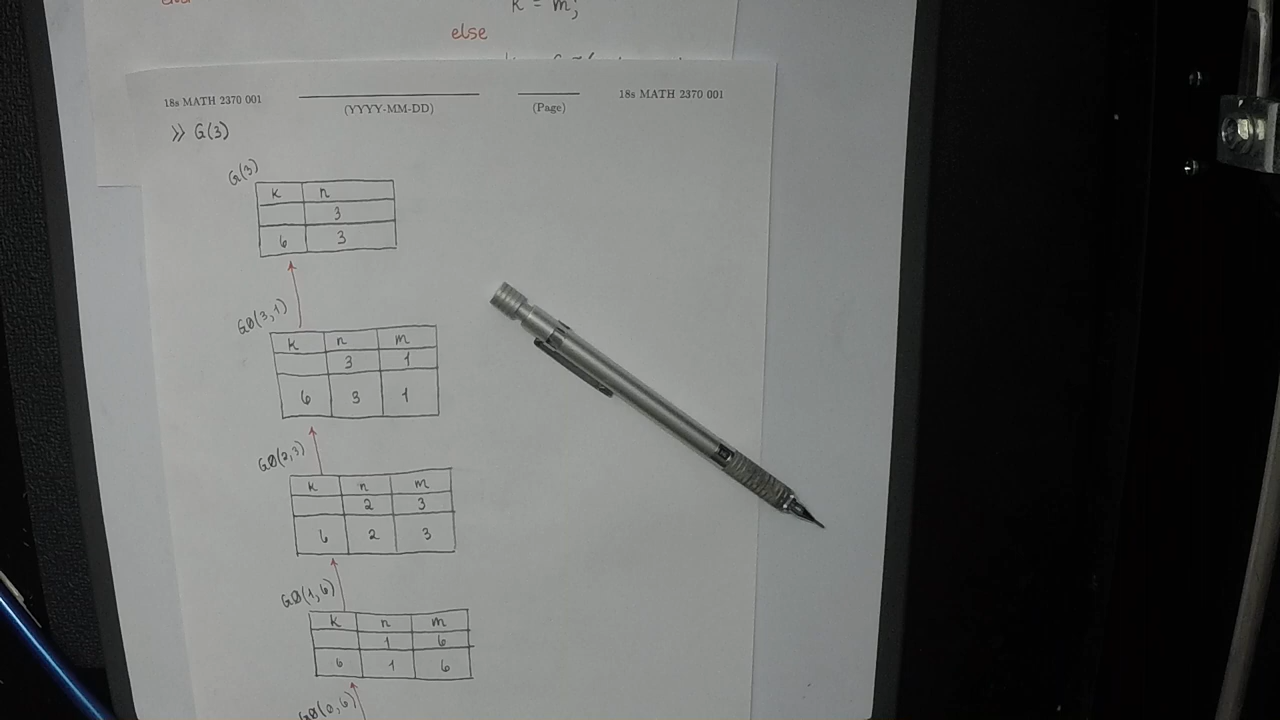 k = m;
else
18s MATH 2370 001 (YYYY-MM-DD) (Page) 18s MATH 2370 001
>> G(3)
G(3)
k n
3
6 3
G0(3,1)
k n m
3 1
6 3 1
G0(2,3)
k n m
2 3
6 2 3
G0(1,6)
k n m
1 6
6 1 6
G0(0,6)